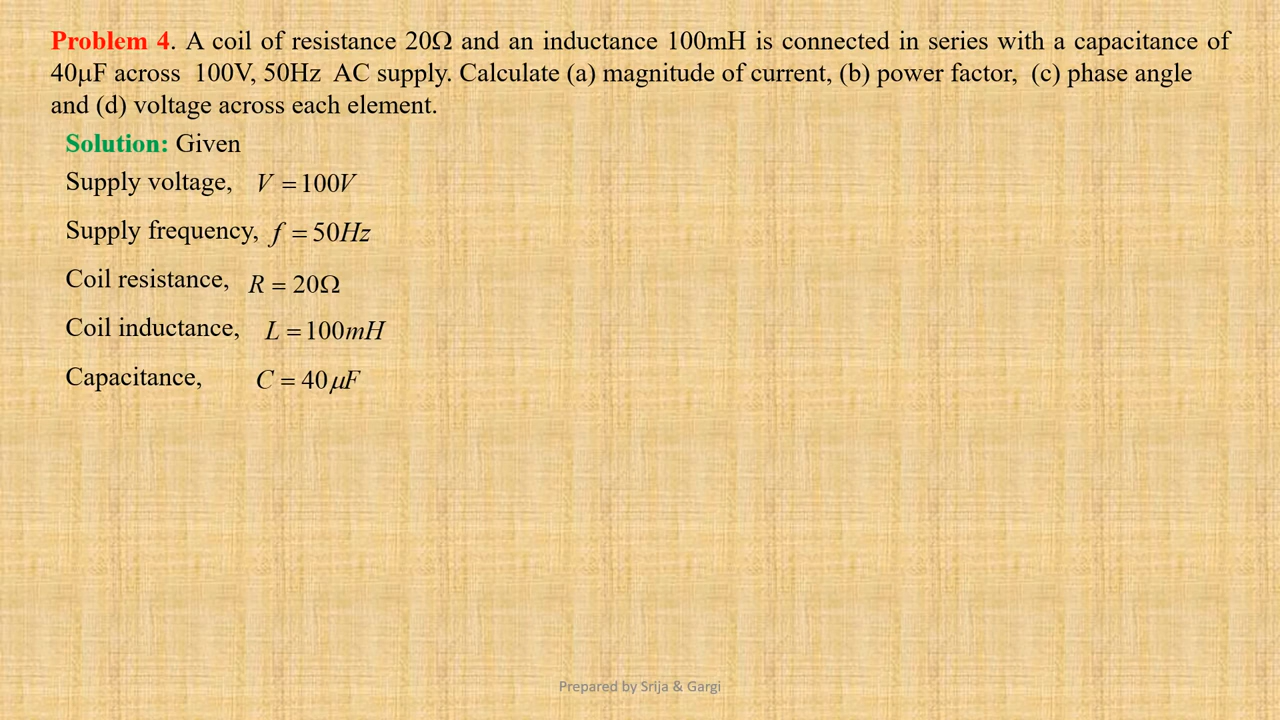 Problem 4. A coil of resistance 20Ω and an inductance 100mH is connected in series with a capacitance of
40μF across 100V, 50Hz AC supply. Calculate (a) magnitude of current, (b) power factor, (c) phase angle
and (d) voltage across each element.
Solution: Given
Supply voltage, V = 100V
Supply frequency, f = 50Hz
Coil resistance, R = 20Ω
Coil inductance, L = 100mH
Capacitance, C = 40μF
Prepared by Srija & Gargi